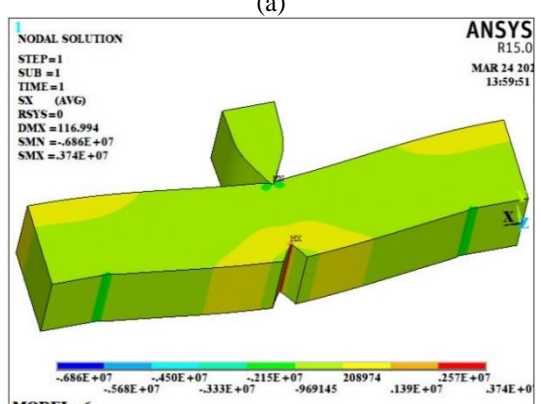 (a)
1
NODAL SOLUTION
STEP=1
SUB =1
TIME=1
SX (AVG)
RSYS=0
DMX=116.994
SMN =-.686E+07
SMX =.374E+07
ANSYS
R15.0
MAR 24 202
13:59:51
MX
X
Z
-.686E+07 -.450E+07 -.215E+07 208974 .257E+07
-.568E+07 -.333E+07 -969145 .139E+07 .374E+0